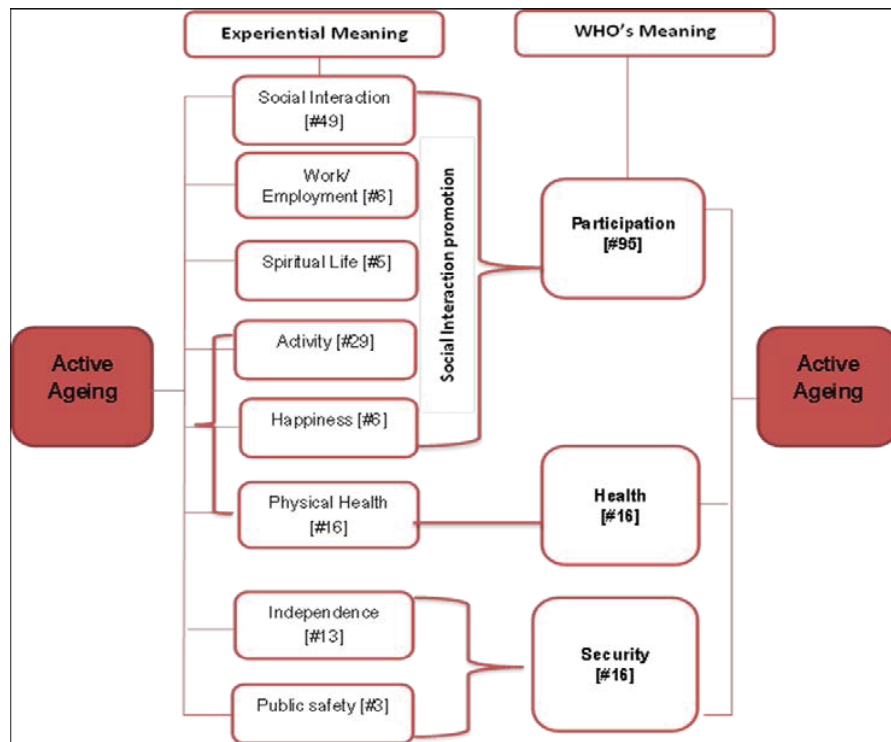 Experiential Meaning
WHO's Meaning
Social Interaction
[#49]
Work/
Employment [#6]
Spiritual Life [#5]
Activity [#29]
Happiness [#6]
Physical Health
[#16]
Independence
[#13]
Public safety [#3]
Social Interaction promotion
Participation
[#95]
Health
[#16]
Security
[#16]
Active
Ageing
Active
Ageing